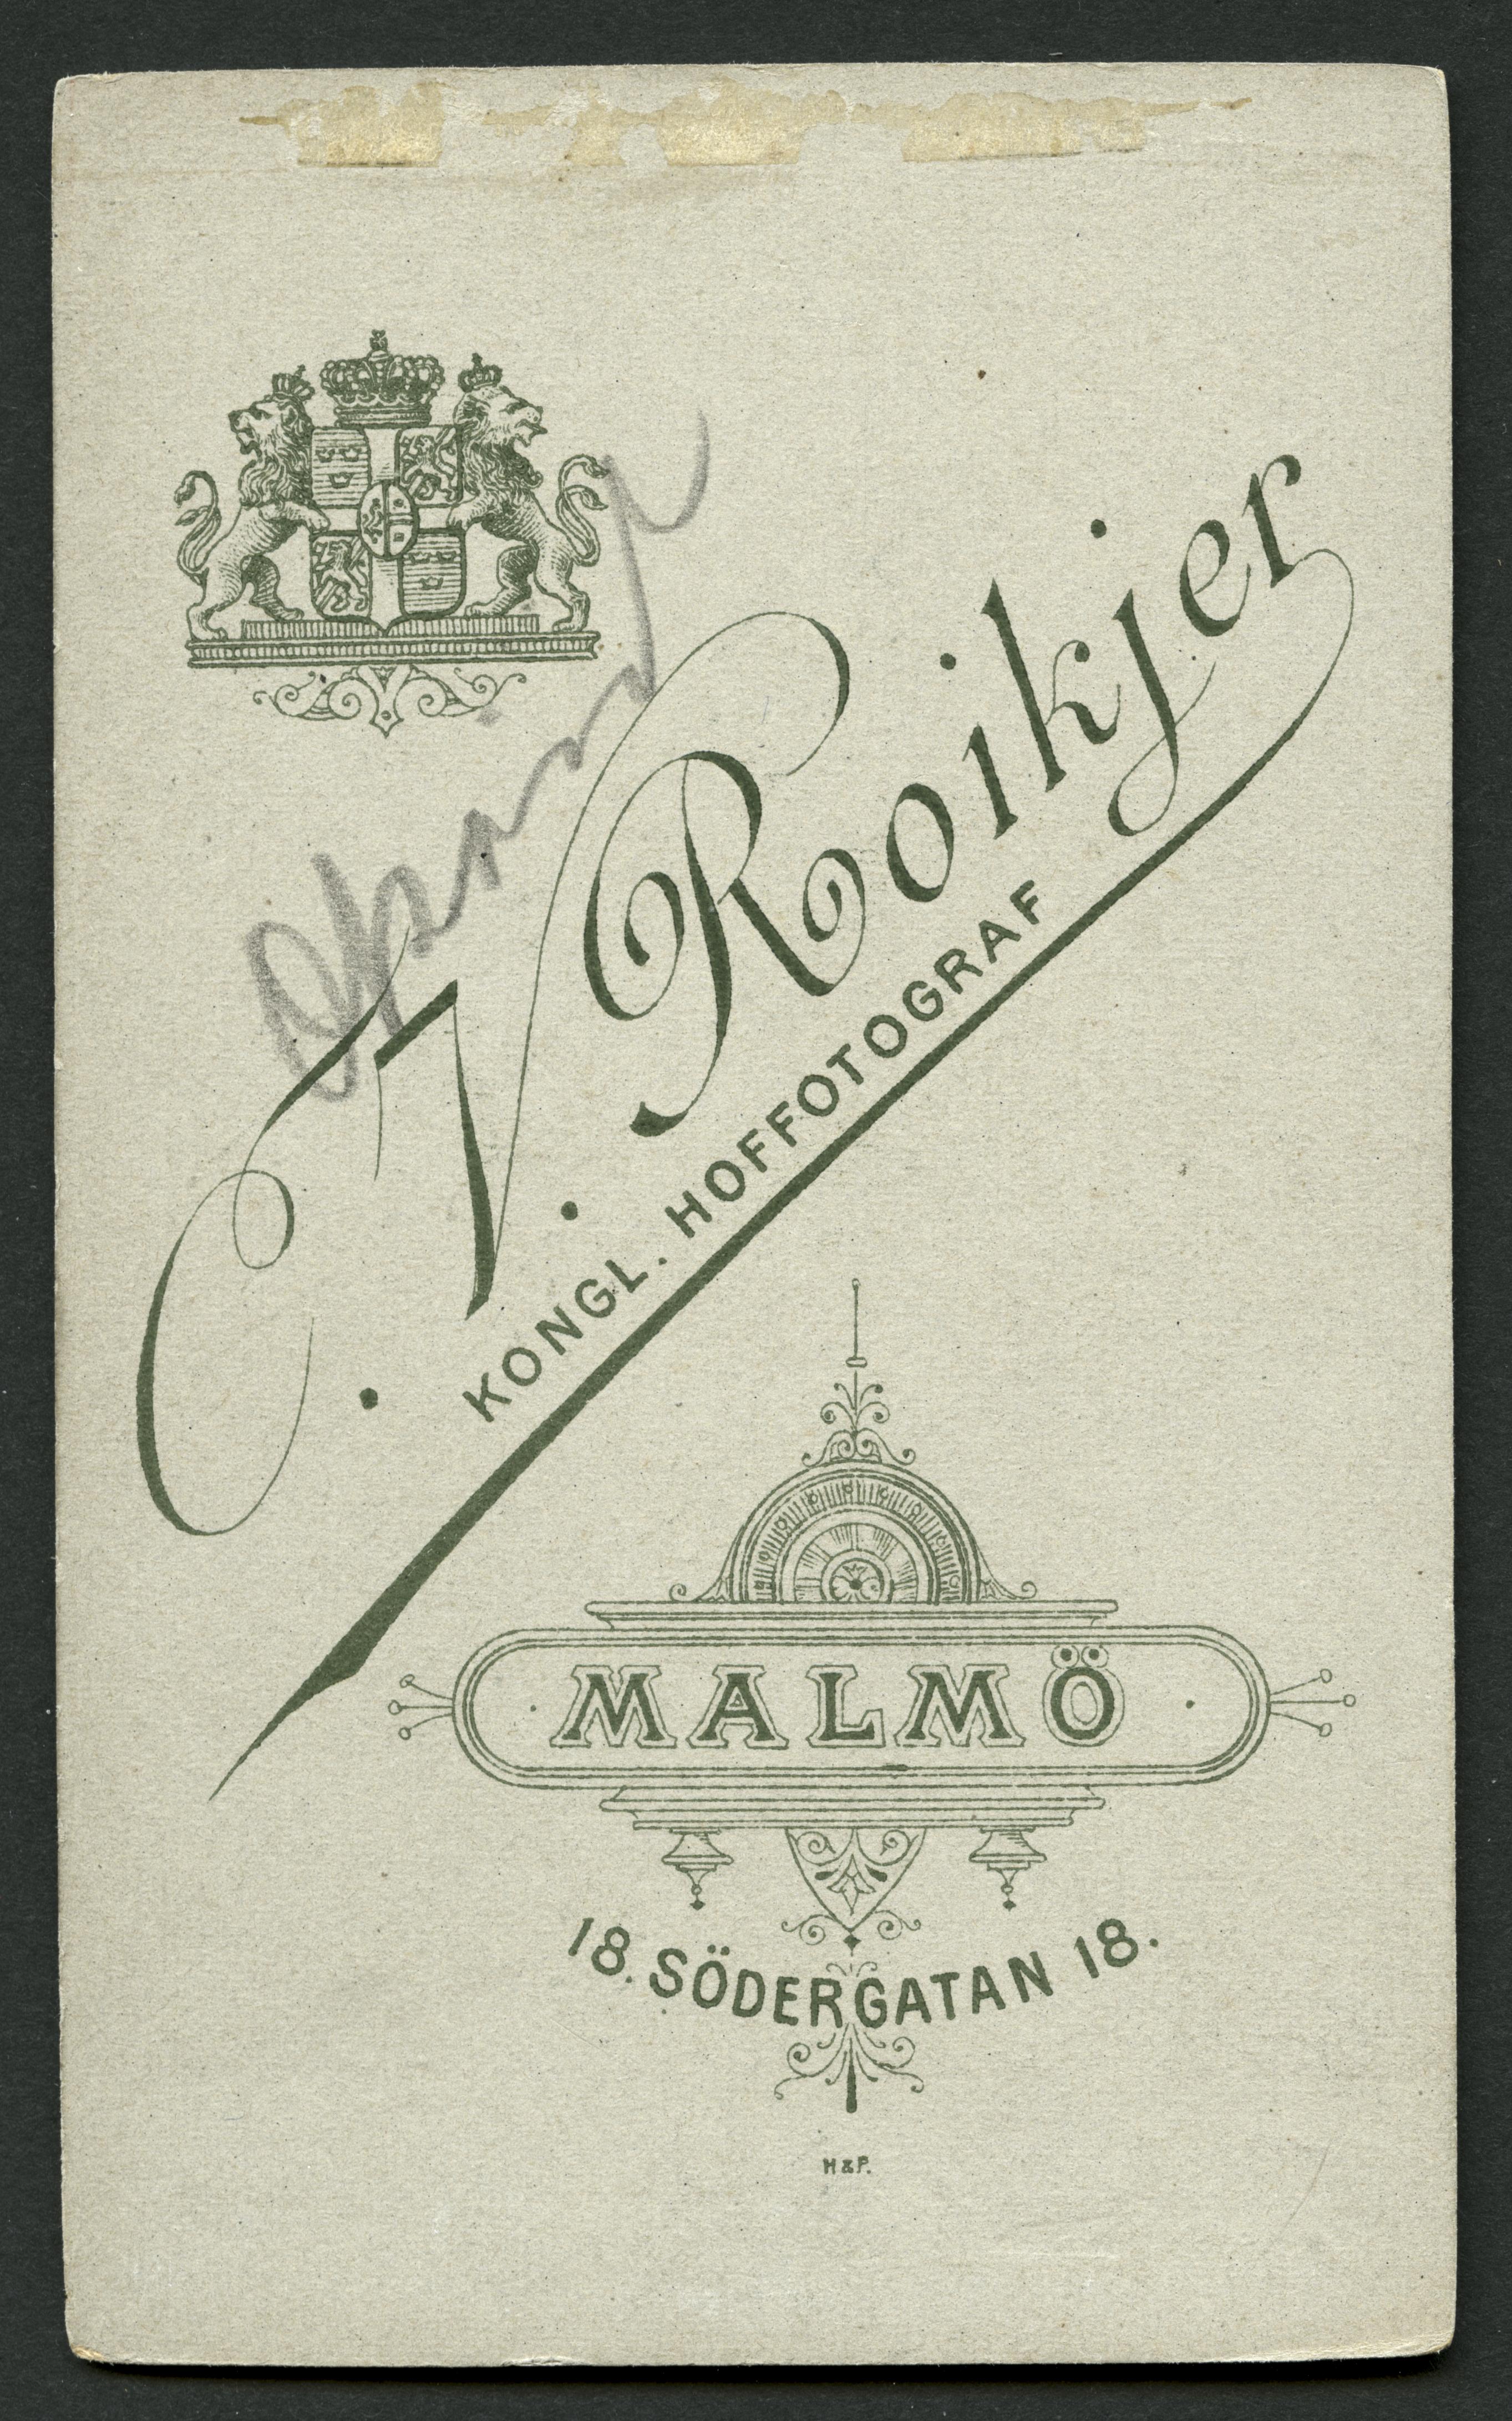 C. V. Roikjer
KONGL. HOFFOTOGRAF
MALMÖ
18. SÖDERGATAN 18.
H & P.